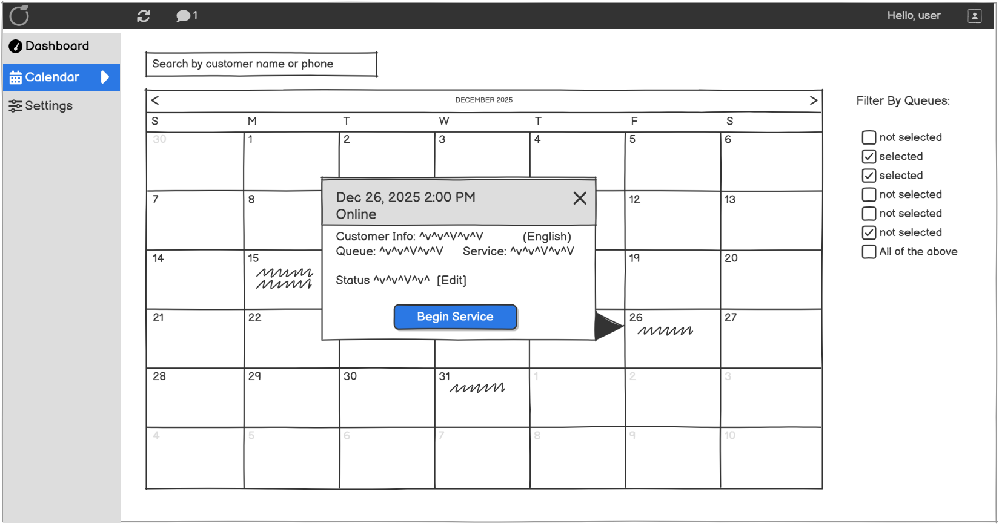 1
Hello, user
Dashboard
Calendar
Settings
Search by customer name or phone
< DECEMBER 2025 >
S M T W T F S
30 1 2 3 4 5 6
7 8 12 13
14 15 19 20
21 22 26 27
28 29 30 31 1 2 3
4 5 6 7 8 9 10
Dec 26, 2025 2:00 PM
Online
Customer Info: ^v^v^V^v^V (English)
Queue: ^v^v^V^v^V Service: ^v^v^V^v^V
Status ^v^v^V^v^ [Edit]
Begin Service
Filter By Queues:
not selected
selected
selected
not selected
not selected
not selected
All of the above